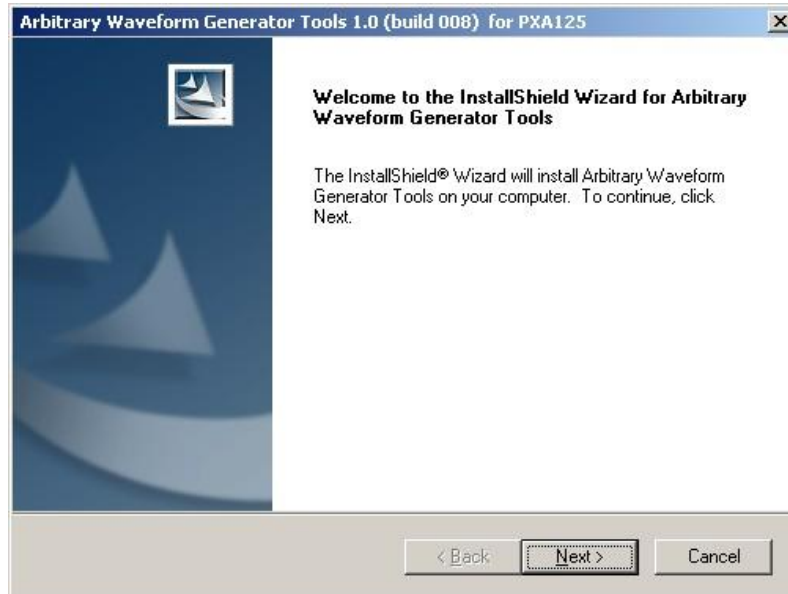 Arbitrary Waveform Generator Tools 1.0 (build 008) for PXA125
Welcome to the InstallShield Wizard for Arbitrary
Waveform Generator Tools
The InstallShield® Wizard will install Arbitrary Waveform
Generator Tools on your computer. To continue, click
Next.
< Back
Next >
Cancel